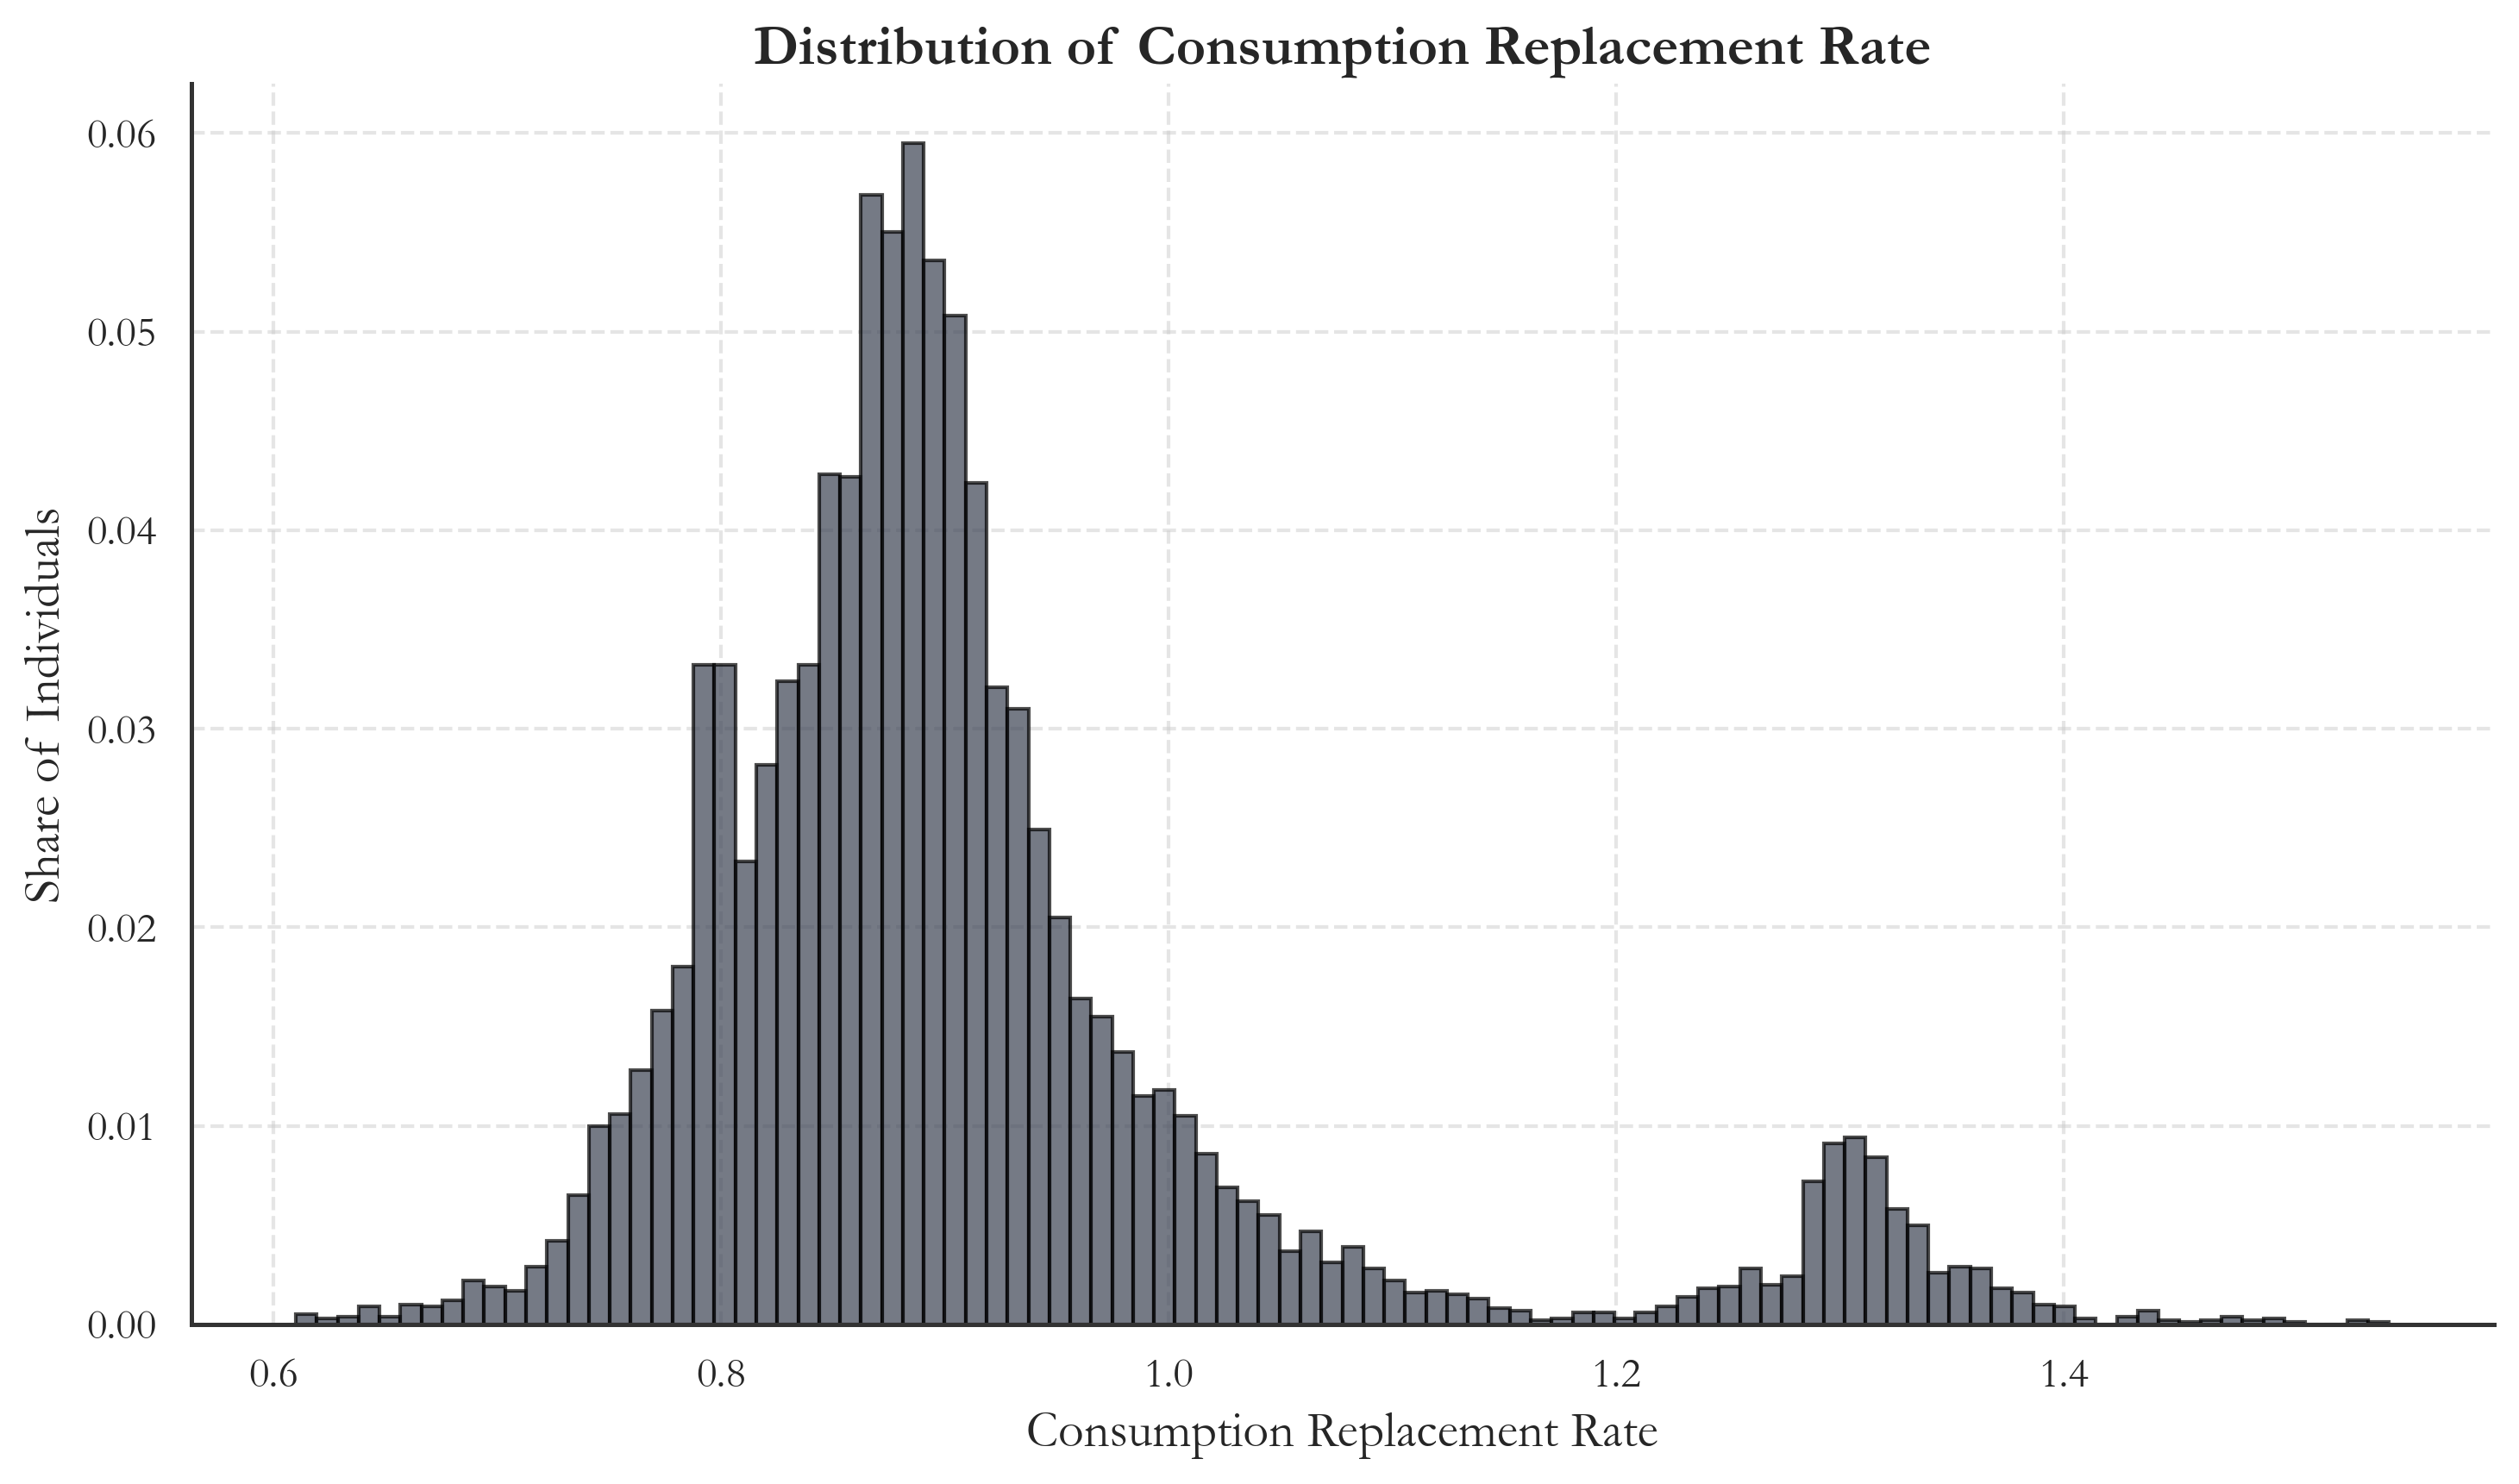 Distribution of Consumption Replacement Rate
0.06
0.05
0.04
0.03
0.02
0.01
0.00
Share of Individuals
0.6 0.8 1.0 1.2 1.4
Consumption Replacement Rate